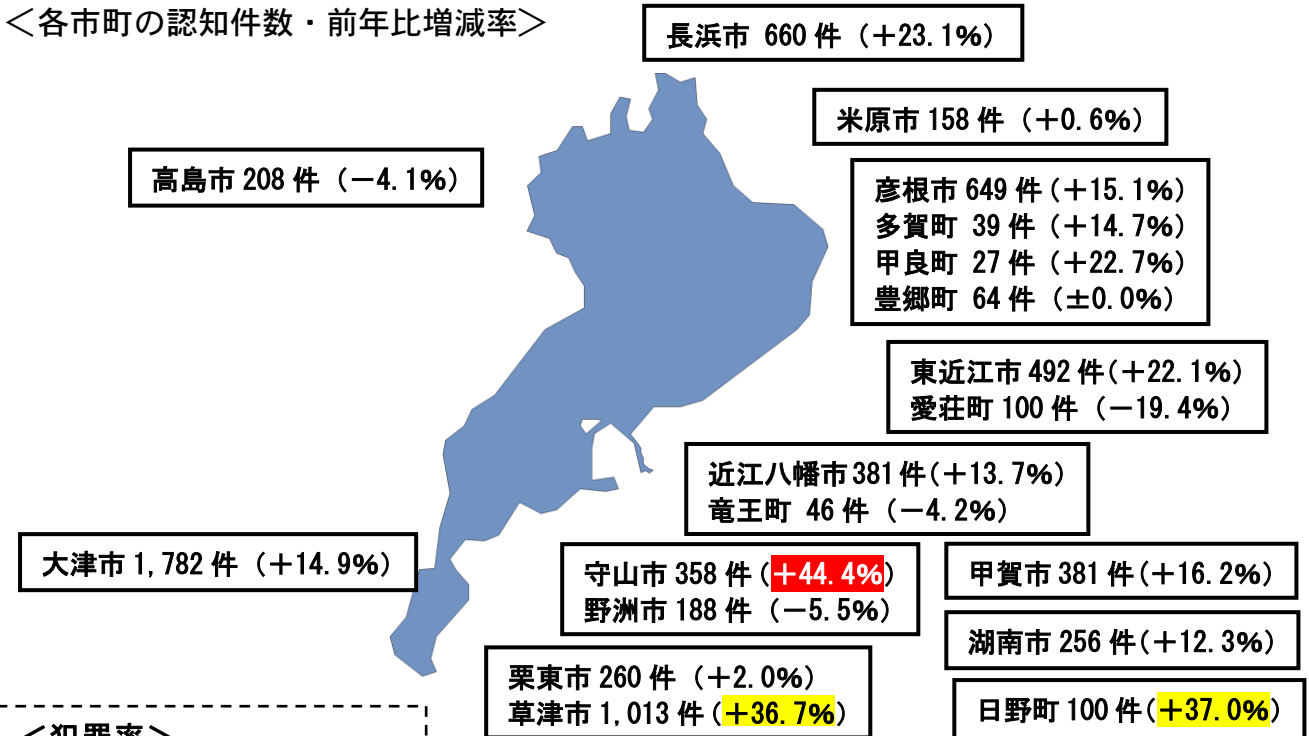 ＜各市町の認知件数・前年比増減率＞
長浜市 660 件（＋23.1%）
米原市 158 件（＋0.6%）
高島市 208 件（－4.1%）
彦根市 649 件（＋15.1%）
多賀町 39 件（＋14.7%）
甲良町 27 件（＋22.7%）
豊郷町 64 件（±0.0%）
東近江市 492 件（＋22.1%）
愛荘町 100 件（－19.4%）
近江八幡市 381 件（＋13.7%）
竜王町 46 件（－4.2%）
大津市 1,782 件（＋14.9%）
守山市 358 件（＋44.4%）
野洲市 188 件（－5.5%）
甲賀市 381 件（＋16.2%）
湖南市 256 件（＋12.3%）
栗東市 260 件（＋2.0%）
草津市 1,013 件（＋36.7%）
日野町 100 件（＋37.0%）
＜犯罪率＞